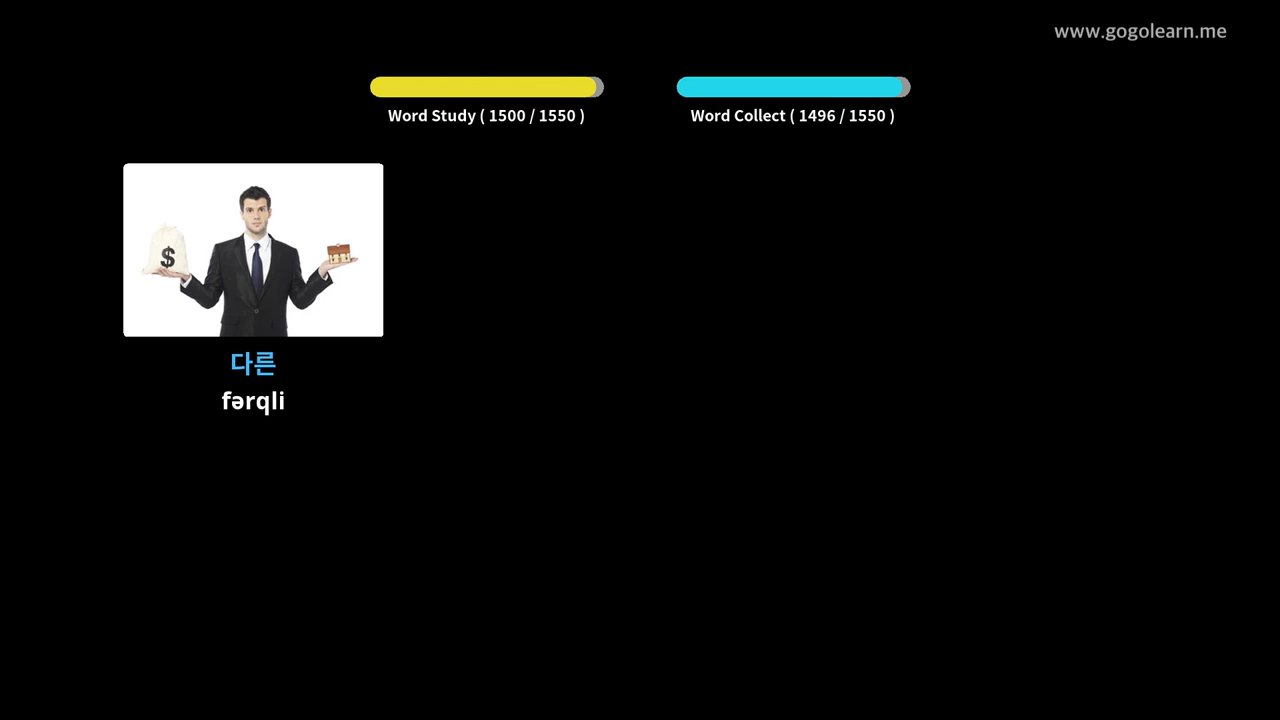 www.gogolearn.me
Word Study ( 1500 / 1550 )
Word Collect ( 1496 / 1550 )
$
다른
fərqli